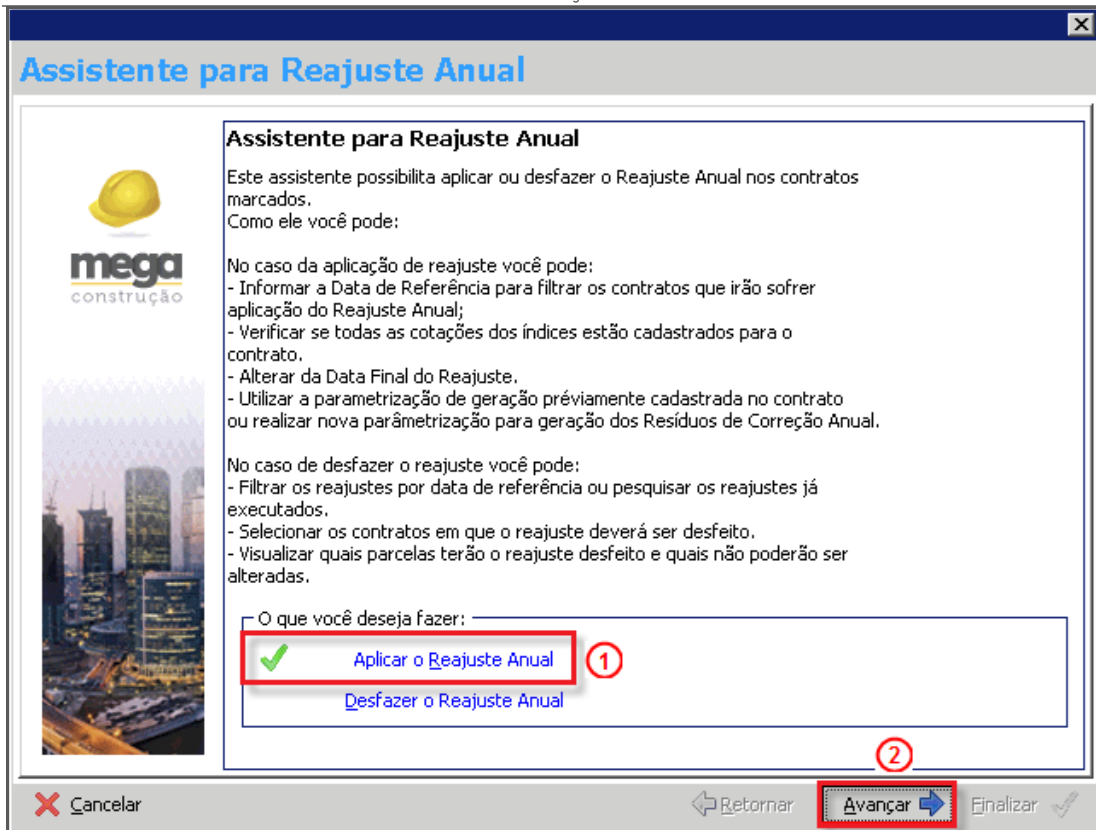 Assistente para Reajuste Anual
mega
construção
Assistente para Reajuste Anual
Este assistente possibilita aplicar ou desfazer o Reajuste Anual nos contratos
marcados.
Como ele você pode:
No caso da aplicação de reajuste você pode:
- Informar a Data de Referência para filtrar os contratos que irão sofrer
aplicação do Reajuste Anual;
- Verificar se todas as cotações dos índices estão cadastrados para o
contrato.
- Alterar da Data Final do Reajuste.
- Utilizar a parametrização de geração préviamente cadastrada no contrato
ou realizar nova parâmetrização para geração dos Resíduos de Correção Anual.
No caso de desfazer o reajuste você pode:
- Filtrar os reajustes por data de referência ou pesquisar os reajustes já
executados.
- Selecionar os contratos em que o reajuste deverá ser desfeito.
- Visualizar quais parcelas terão o reajuste desfeito e quais não poderão ser
alteradas.
O que você deseja fazer:
Aplicar o Reajuste Anual
1
Desfazer o Reajuste Anual
2
Cancelar
Retornar
Avançar
Finalizar